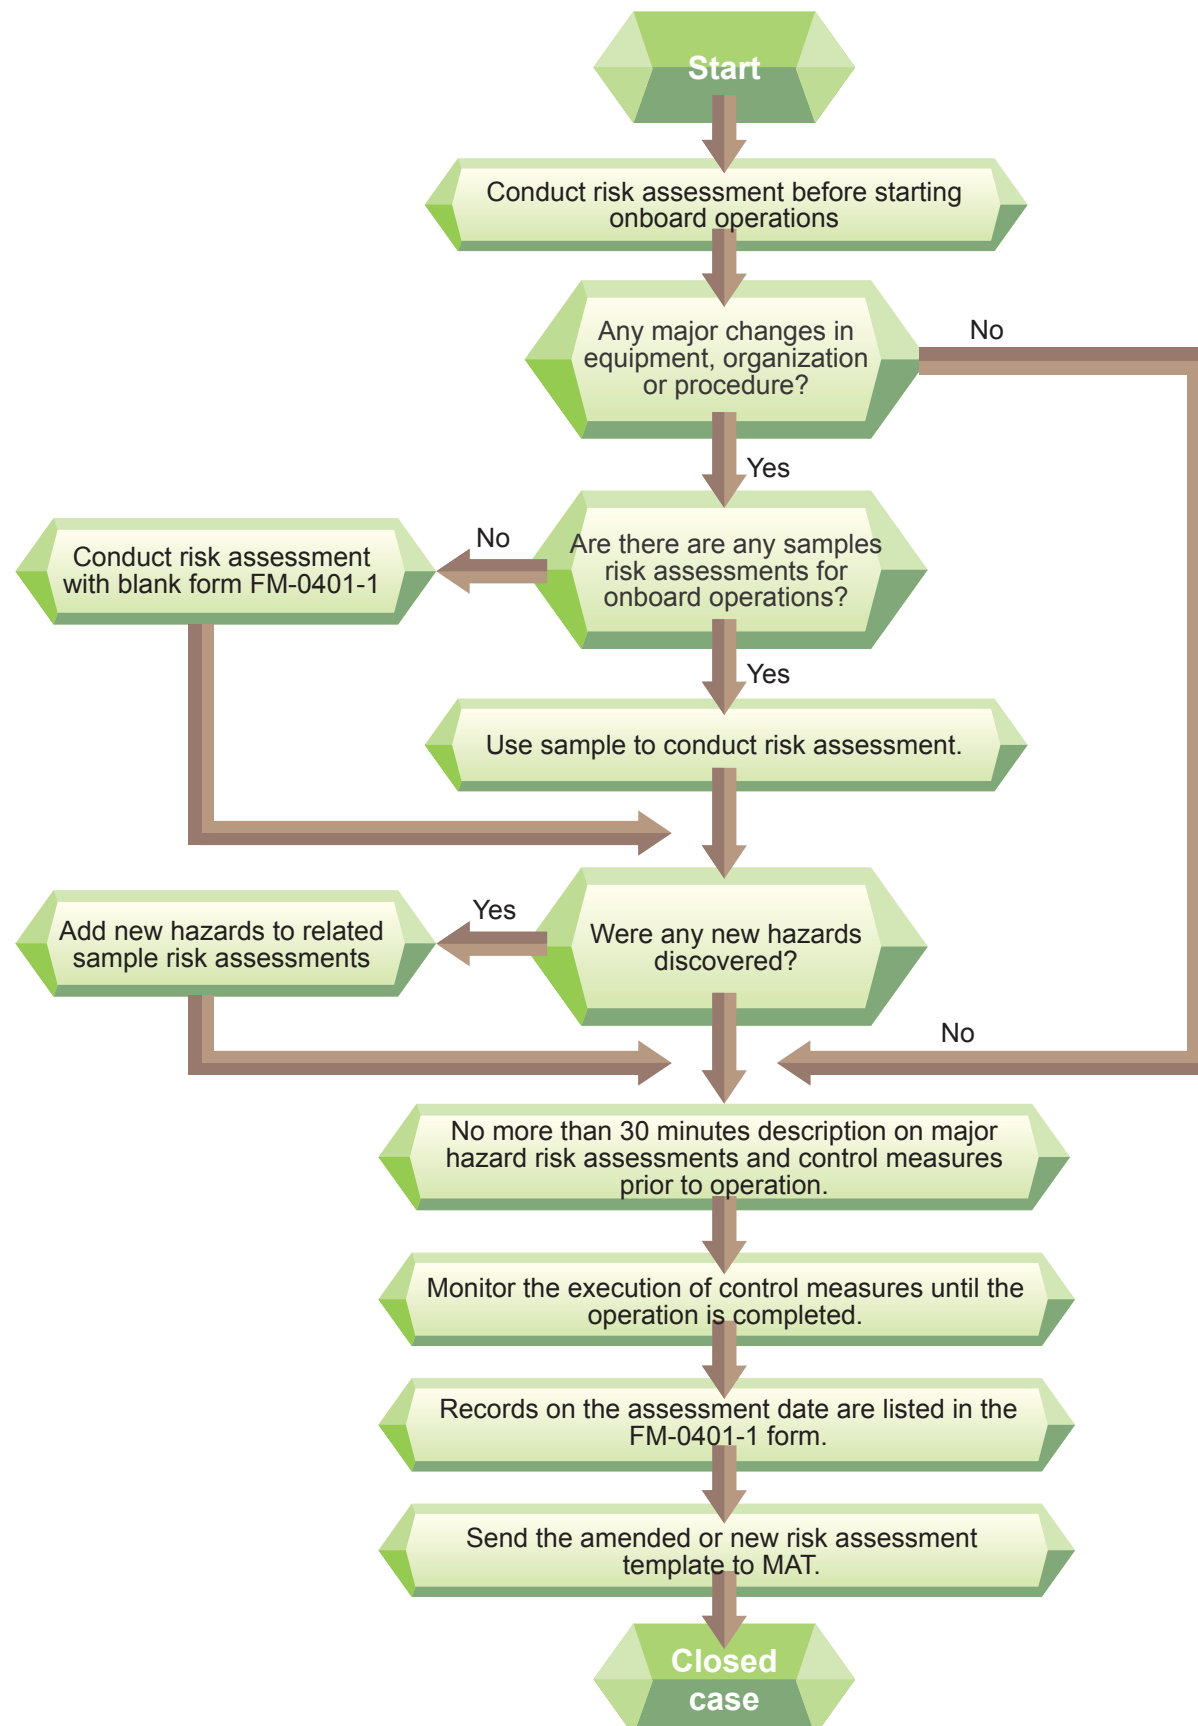 Start
Conduct risk assessment before starting
onboard operations
Any major changes in
equipment, organization
or procedure?
No
Yes
Are there are any samples
risk assessments for
onboard operations?
No
Conduct risk assessment
with blank form FM-0401-1
Yes
Use sample to conduct risk assessment.
Were any new hazards
discovered?
Yes
Add new hazards to related
sample risk assessments
No
No more than 30 minutes description on major
hazard risk assessments and control measures
prior to operation.
Monitor the execution of control measures until the
operation is completed.
Records on the assessment date are listed in the
FM-0401-1 form.
Send the amended or new risk assessment
template to MAT.
Closed
case